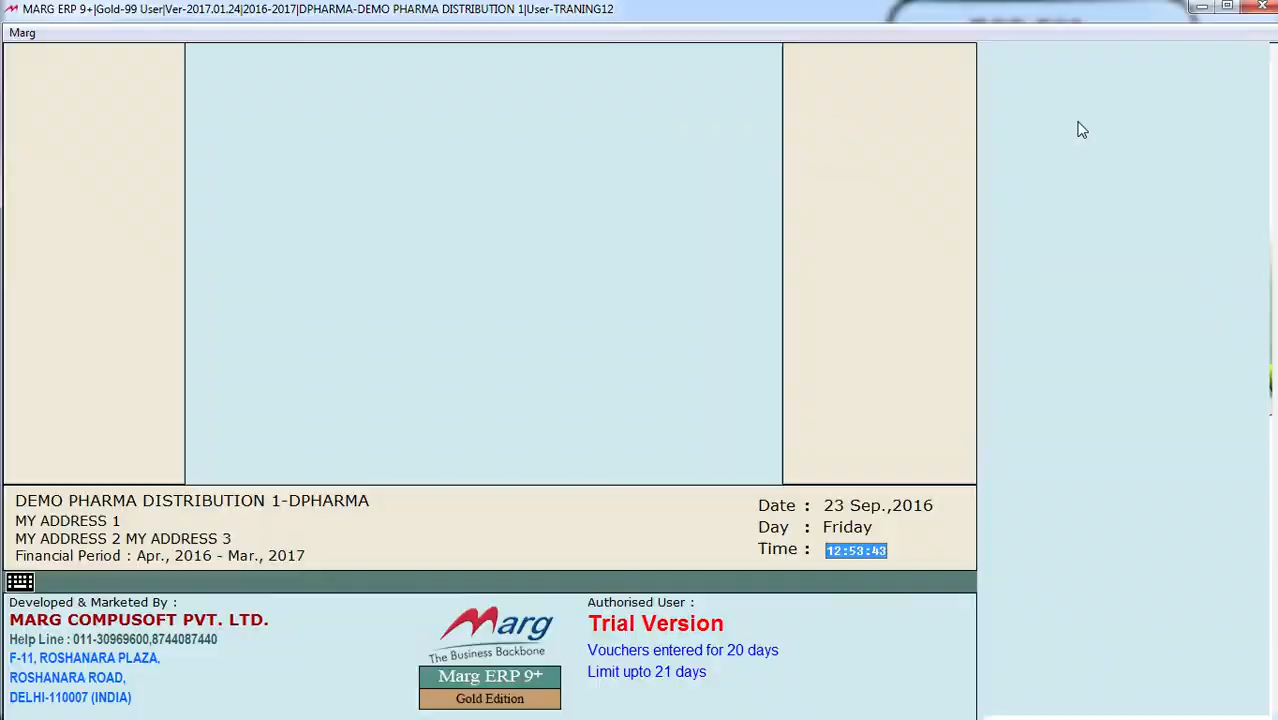 MARG ERP 9+|Gold-99 User|Ver-2017.01.24|2016-2017|DPHARMA-DEMO PHARMA DISTRIBUTION 1|User-TRANING12
Marg
DEMO PHARMA DISTRIBUTION 1-DPHARMA
MY ADDRESS 1
MY ADDRESS 2 MY ADDRESS 3
Financial Period : Apr., 2016 - Mar., 2017
Date : 23 Sep.,2016
Day : Friday
Time : 12:53:43
Developed & Marketed By :
MARG COMPUSOFT PVT. LTD.
Help Line : 011-30969600,8744087440
F-11, ROSHANARA PLAZA,
ROSHANARA ROAD,
DELHI-110007 (INDIA)
Marg
The Business Backbone
Marg ERP 9+
Gold Edition
Authorised User :
Trial Version
Vouchers entered for 20 days
Limit upto 21 days